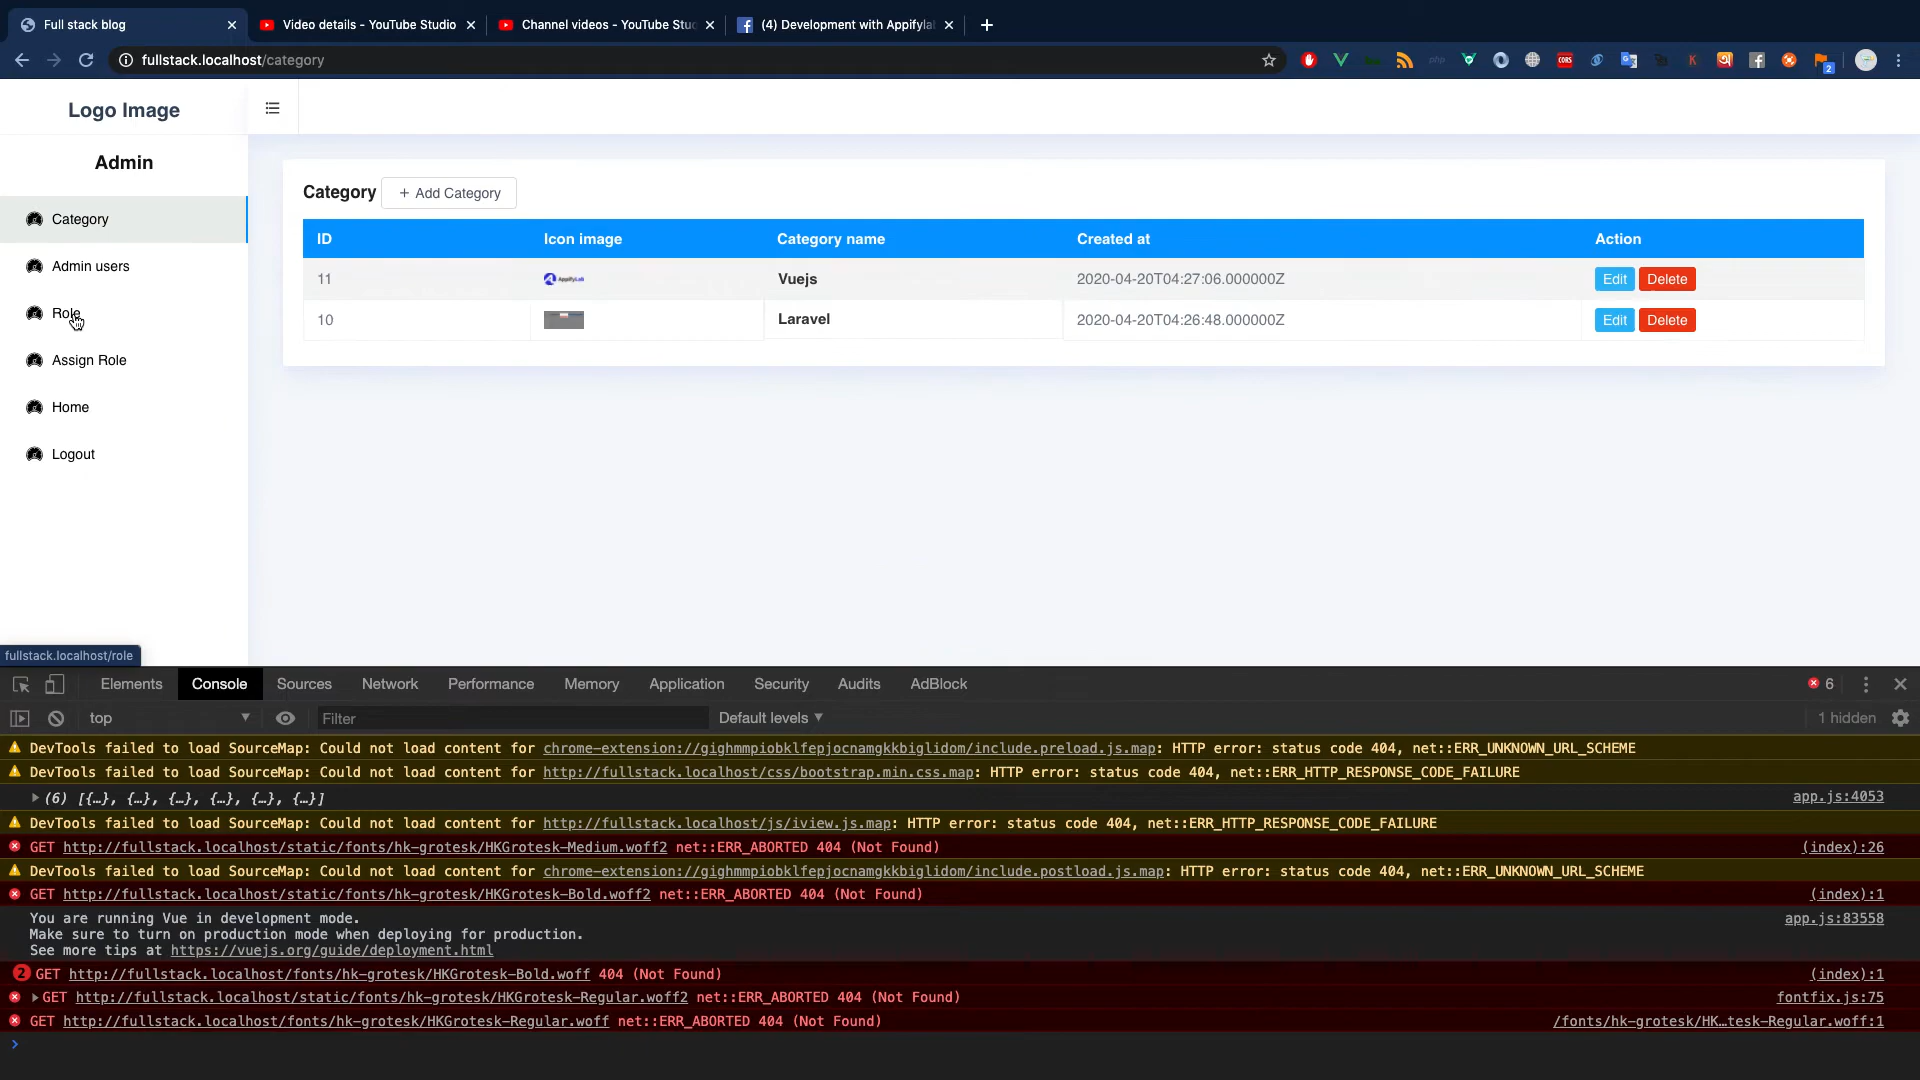 Full stack blog
Video details - YouTube Studio
Channel videos - YouTube Stu
(4) Development with Appifyla
fullstack.localhost/category
php
CORS
K
2
Logo Image
Admin
Category
Admin users
Role
Assign Role
Home
Logout
Category + Add Category
ID Icon image Category name Created at Action
11 AppifyLab Vuejs 2020-04-20T04:27:06.000000Z Edit Delete
10 Laravel 2020-04-20T04:26:48.000000Z Edit Delete
fullstack.localhost/role
Elements Console Sources Network Performance Memory Application Security Audits AdBlock 6
top Filter Default levels 1 hidden
DevTools failed to load SourceMap: Could not load content for chrome-extension://gighmmpiobklfepjocnamgkkbiglidom/include.preload.js.map: HTTP error: status code 404, net::ERR_UNKNOWN_URL_SCHEME
DevTools failed to load SourceMap: Could not load content for http://fullstack.localhost/css/bootstrap.min.css.map: HTTP error: status code 404, net::ERR_HTTP_RESPONSE_CODE_FAILURE
(6) [{…}, {…}, {…}, {…}, {…}, {…}] app.js:4053
DevTools failed to load SourceMap: Could not load content for http://fullstack.localhost/js/iview.js.map: HTTP error: status code 404, net::ERR_HTTP_RESPONSE_CODE_FAILURE
GET http://fullstack.localhost/static/fonts/hk-grotesk/HKGrotesk-Medium.woff2 net::ERR_ABORTED 404 (Not Found) (index):26
DevTools failed to load SourceMap: Could not load content for chrome-extension://gighmmpiobklfepjocnamgkkbiglidom/include.postload.js.map: HTTP error: status code 404, net::ERR_UNKNOWN_URL_SCHEME
GET http://fullstack.localhost/static/fonts/hk-grotesk/HKGrotesk-Bold.woff2 net::ERR_ABORTED 404 (Not Found) (index):1
You are running Vue in development mode. app.js:83558
Make sure to turn on production mode when deploying for production.
See more tips at https://vuejs.org/guide/deployment.html
2 GET http://fullstack.localhost/fonts/hk-grotesk/HKGrotesk-Bold.woff 404 (Not Found) (index):1
GET http://fullstack.localhost/static/fonts/hk-grotesk/HKGrotesk-Regular.woff2 net::ERR_ABORTED 404 (Not Found) fontfix.js:75
GET http://fullstack.localhost/fonts/hk-grotesk/HKGrotesk-Regular.woff net::ERR_ABORTED 404 (Not Found) /fonts/hk-grotesk/HK…tesk-Regular.woff:1